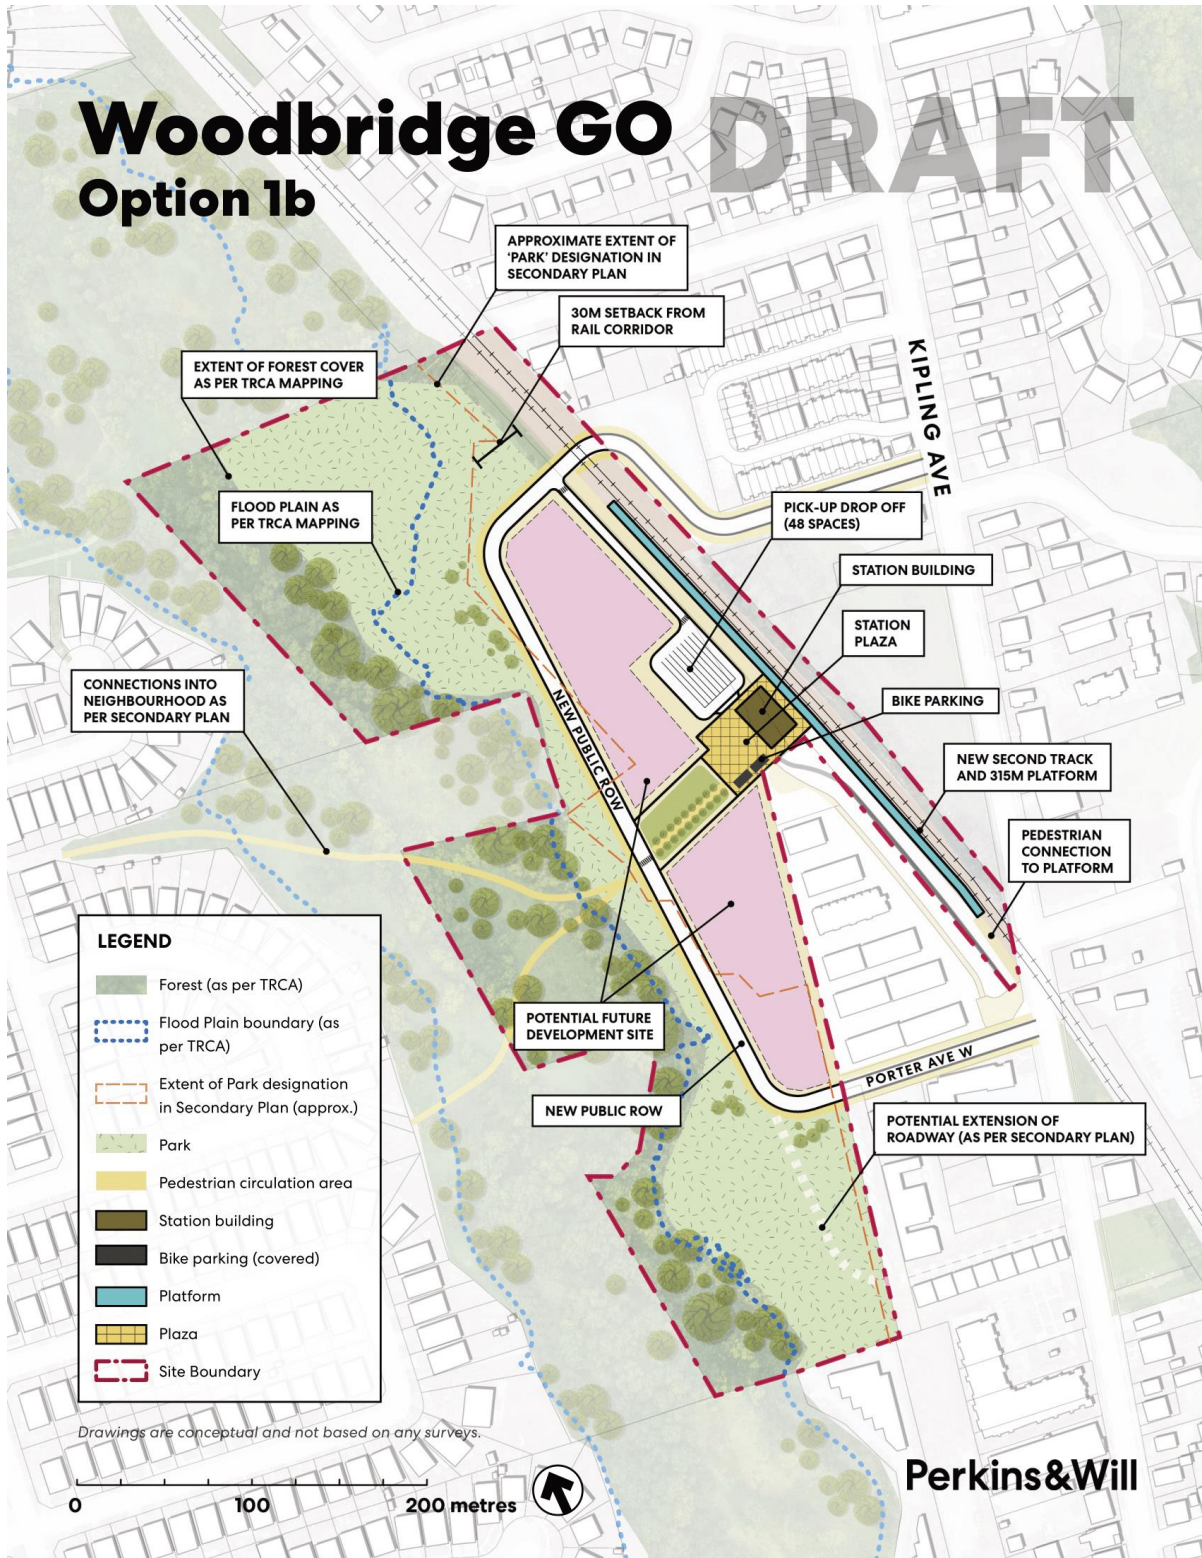 Woodbridge GO
DRAFT
Option 1b
APPROXIMATE EXTENT OF
‘PARK’ DESIGNATION IN
SECONDARY PLAN
30M SETBACK FROM
RAIL CORRIDOR
EXTENT OF FOREST COVER
AS PER TRCA MAPPING
KIPLING AVE
FLOOD PLAIN AS
PER TRCA MAPPING
PICK-UP DROP OFF
(48 SPACES)
STATION BUILDING
STATION
PLAZA
CONNECTIONS INTO
NEIGHBOURHOOD AS
PER SECONDARY PLAN
BIKE PARKING
NEW PUBLIC ROW
NEW SECOND TRACK
AND 315M PLATFORM
PEDESTRIAN
CONNECTION
TO PLATFORM
POTENTIAL FUTURE
DEVELOPMENT SITE
PORTER AVE W
NEW PUBLIC ROW
POTENTIAL EXTENSION OF
ROADWAY (AS PER SECONDARY PLAN)
LEGEND
Forest (as per TRCA)
Flood Plain boundary (as
per TRCA)
Extent of Park designation
in Secondary Plan (approx.)
Park
Pedestrian circulation area
Station building
Bike parking (covered)
Platform
Plaza
Site Boundary
Drawings are conceptual and not based on any surveys.
0 100 200 metres
Perkins&Will